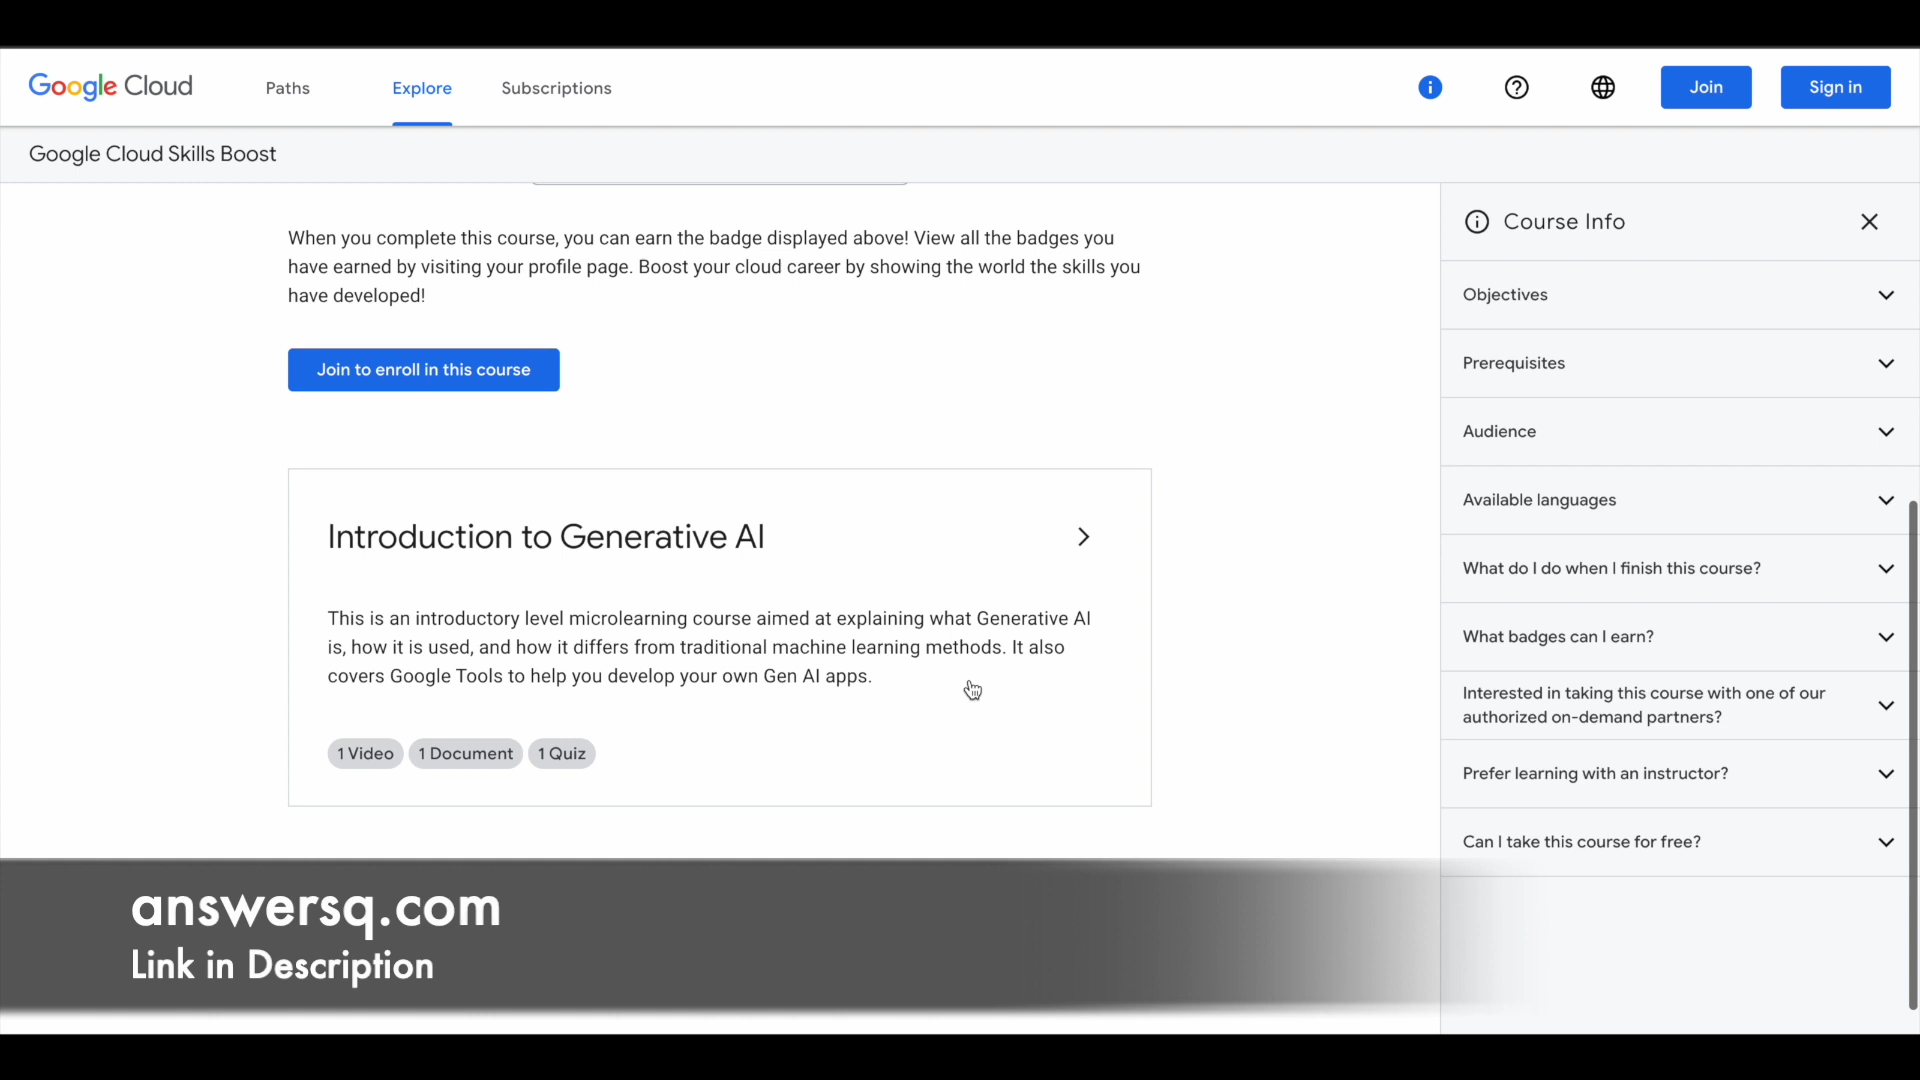 Google Cloud
Paths
Explore
Subscriptions
Join
Sign in
Google Cloud Skills Boost
When you complete this course, you can earn the badge displayed above! View all the badges you
have earned by visiting your profile page. Boost your cloud career by showing the world the skills you
have developed!
Join to enroll in this course
Introduction to Generative AI
This is an introductory level microlearning course aimed at explaining what Generative AI
is, how it is used, and how it differs from traditional machine learning methods. It also
covers Google Tools to help you develop your own Gen AI apps.
1 Video
1 Document
1 Quiz
Course Info
Objectives
Prerequisites
Audience
Available languages
What do I do when I finish this course?
What badges can I earn?
Interested in taking this course with one of our
authorized on-demand partners?
Prefer learning with an instructor?
Can I take this course for free?
answersq.com
Link in Description